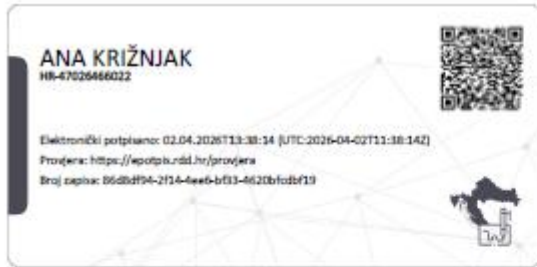 ANA KRIŽNJAK
HR-47026466022
Elektronički potpisano: 02.04.2026T13:38:14 (UTC:2026-04-02T11:38:14Z)
Provjera: https://epotpis.rdd.hr/provjera
Broj zapisa: 86d8df94-2f14-4ee6-bf33-4620bfcdbf19